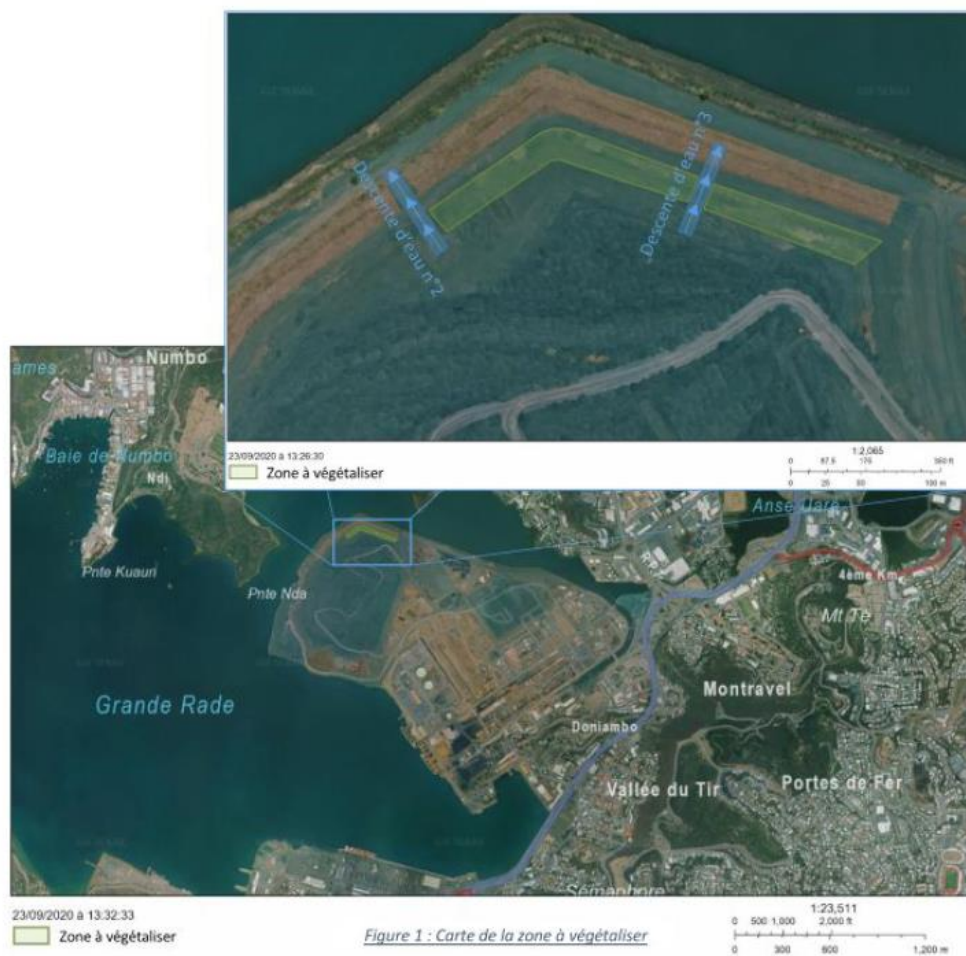 Descente d'eau n°2
Descente d'eau n°3
23/09/2020 à 13:26:30
Zone à végétaliser
1:2,065
0 87.5 175 350 ft
0 25 50 100 m
ames
Numbo
Baie de Numbo
Ndi
Pnte Kuauri
Pnte Nda
Anse Uaré
4ème Km
Mt Té
Grande Rade
Montravel
Doniambo
Vallée du Tir
Portes de Fer
Sémaphore
23/09/2020 à 13:32:33
Zone à végétaliser
Figure 1 : Carte de la zone à végétaliser
1:23,511
0 500 1,000 2,000 ft
0 300 600 1,200 m